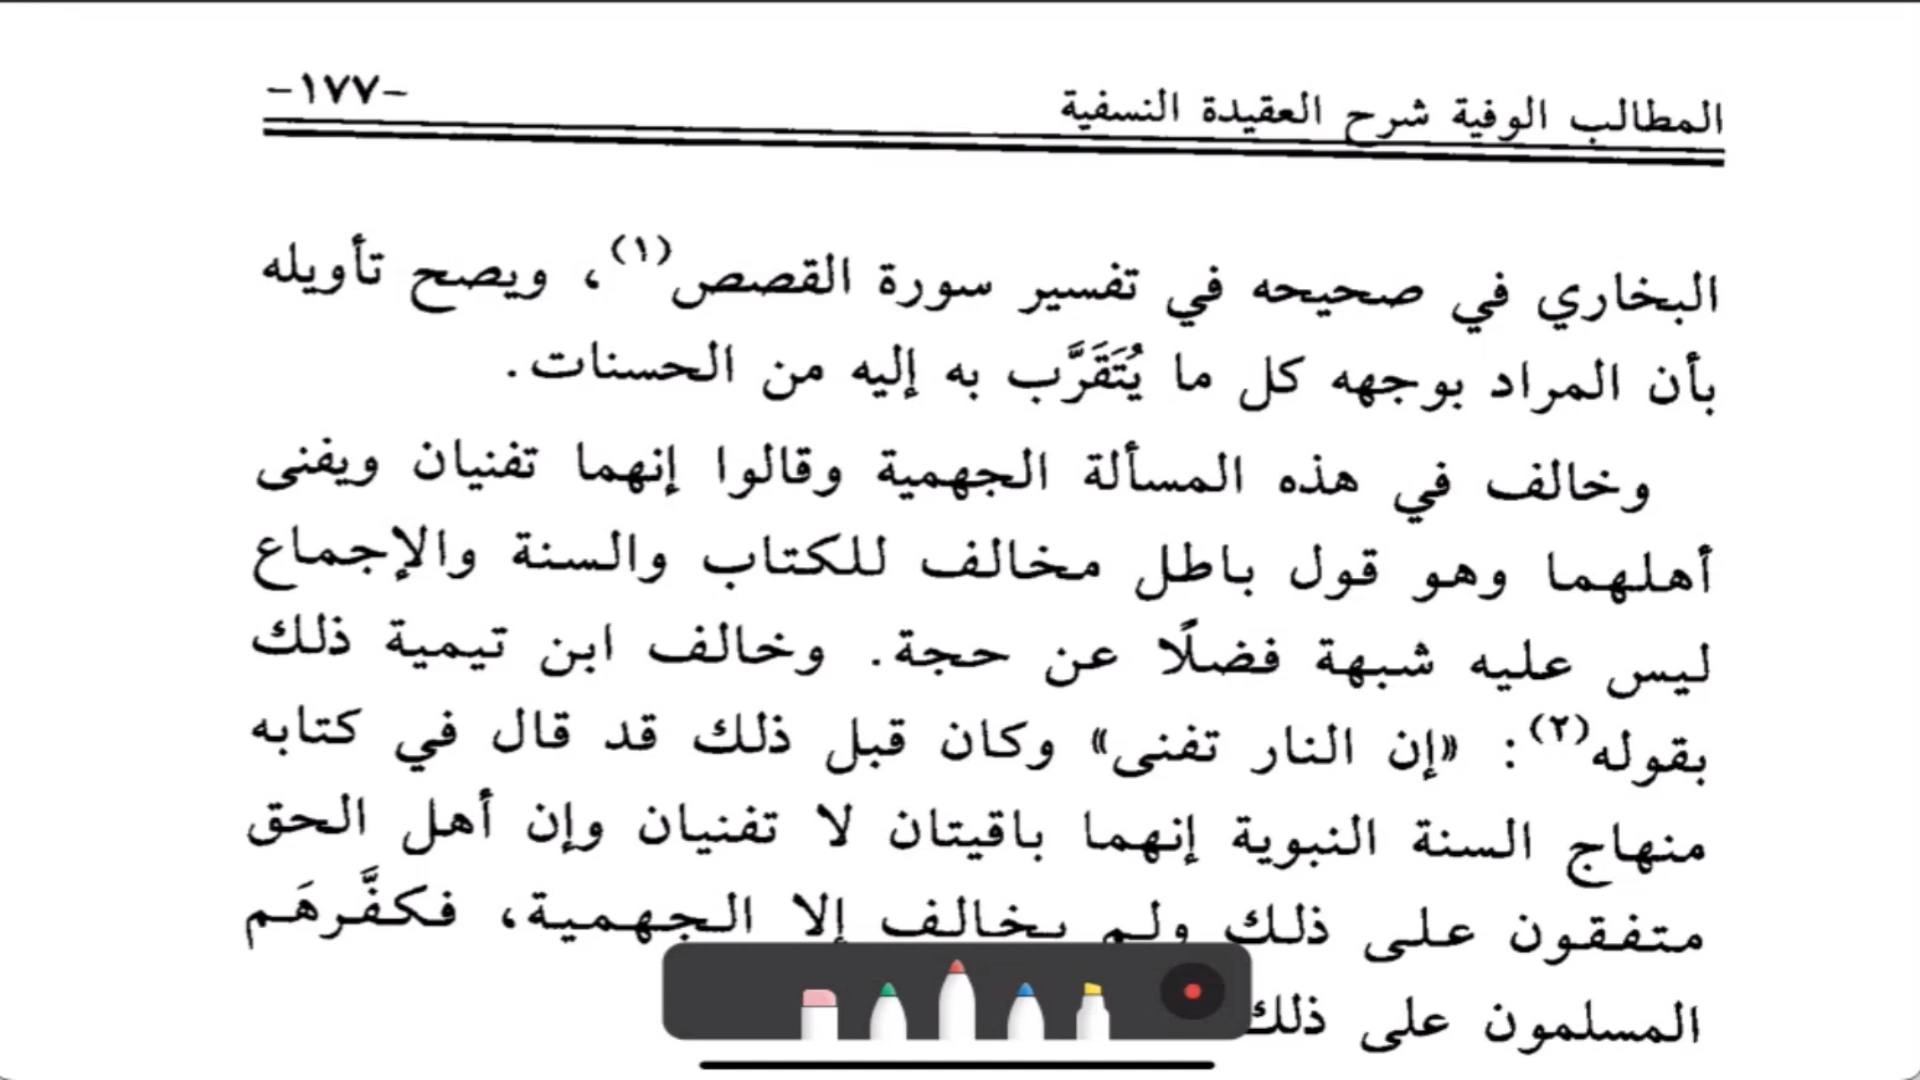 المطالب الوفية شرح العقيدة النسفية -١٧٧-
البخاري في صحيحه في تفسير سورة القصص(١)، ويصح تأويله
بأن المراد بوجهه كل ما يُتَقَرَّب به إليه من الحسنات.
وخالف في هذه المسألة الجهمية وقالوا إنهما تفنيان ويفنى
أهلهما وهو قول باطل مخالف للكتاب والسنة والإجماع
ليس عليه شبهة فضلًا عن حجة. وخالف ابن تيمية ذلك
بقوله(٢): «إن النار تفنى» وكان قبل ذلك قد قال في كتابه
منهاج السنة النبوية إنهما باقيتان لا تفنيان وإن أهل الحق
متفقون على ذلك ولم يخالف إلا الجهمية، فكفَّرهَم
المسلمون على ذلك